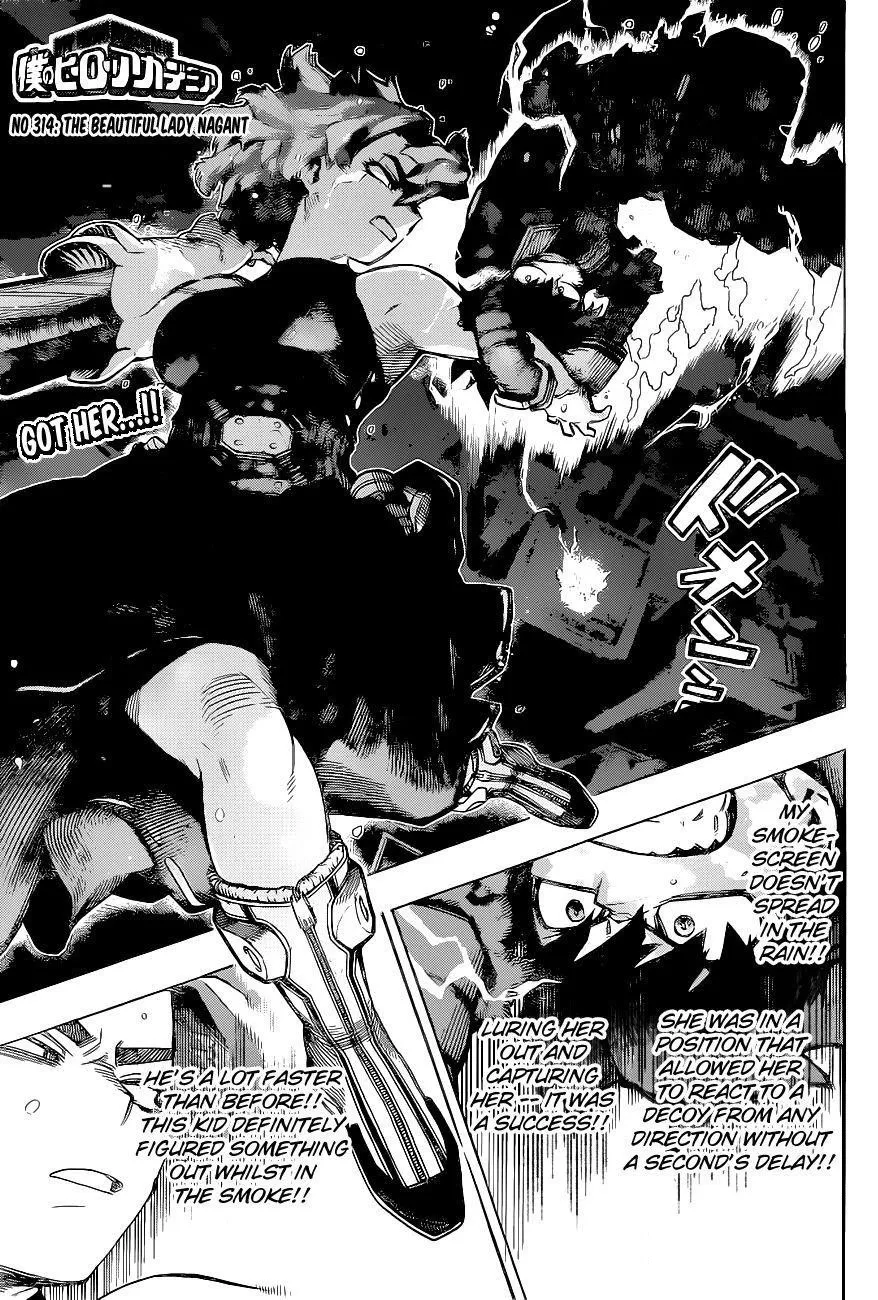 僕のヒーローアカデミア
NO 314: THE BEAUTIFUL LADY NAGANT
GOT HER...!!
ドメンッ
MY
SMOKE-
SCREEN
DOESN'T
SPREAD
IN THE
RAIN!!
SHE WAS IN A
POSITION THAT
ALLOWED HER
TO REACT TO A
DECOY FROM ANY
DIRECTION WITHOUT
A SECOND'S DELAY!!
LURING HER
OUT AND
CAPTURING
HER -- IT WAS
A SUCCESS!!
HE'S A LOT FASTER
THAN BEFORE!!
THIS KID DEFINITELY
FIGURED SOMETHING
OUT WHILST IN
THE SMOKE!!